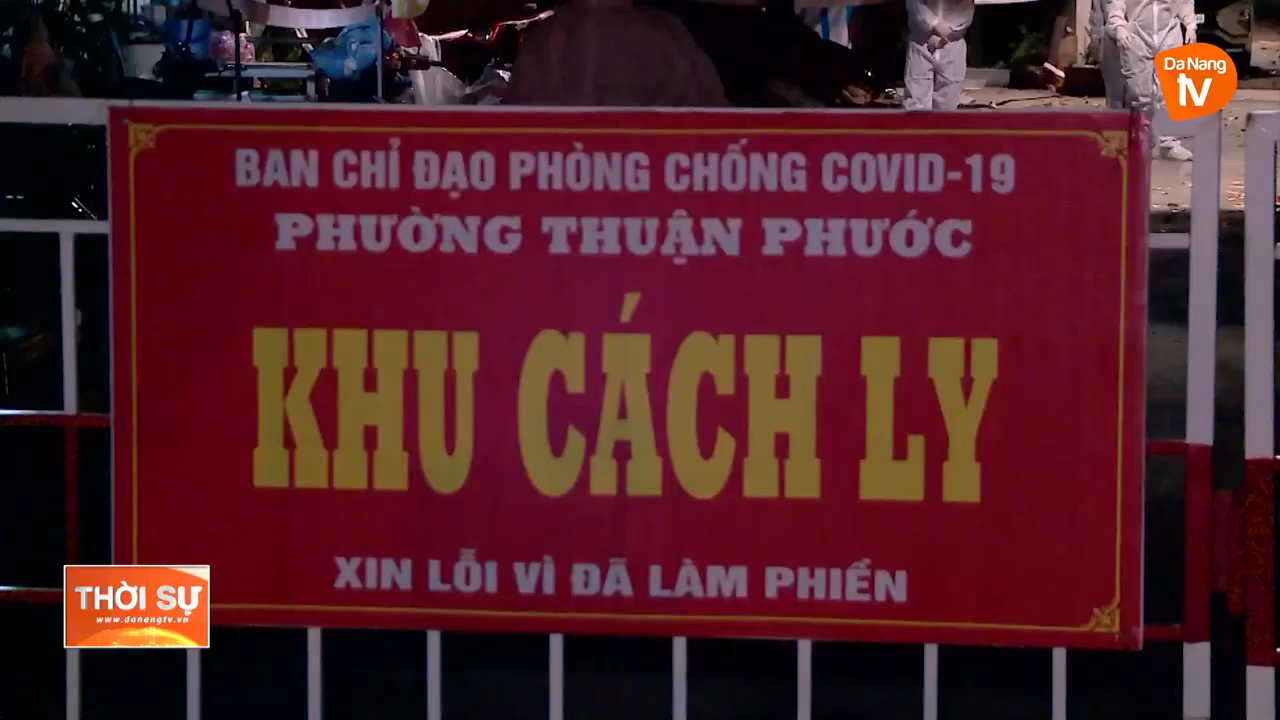 Da Nang
tv
BAN CHỈ ĐẠO PHÒNG CHỐNG COVID-19
PHƯỜNG THUẬN PHƯỚC
KHU CÁCH LY
XIN LỖI VÌ ĐÃ LÀM PHIỀN
THỜI SỰ
www.danangtv.vn